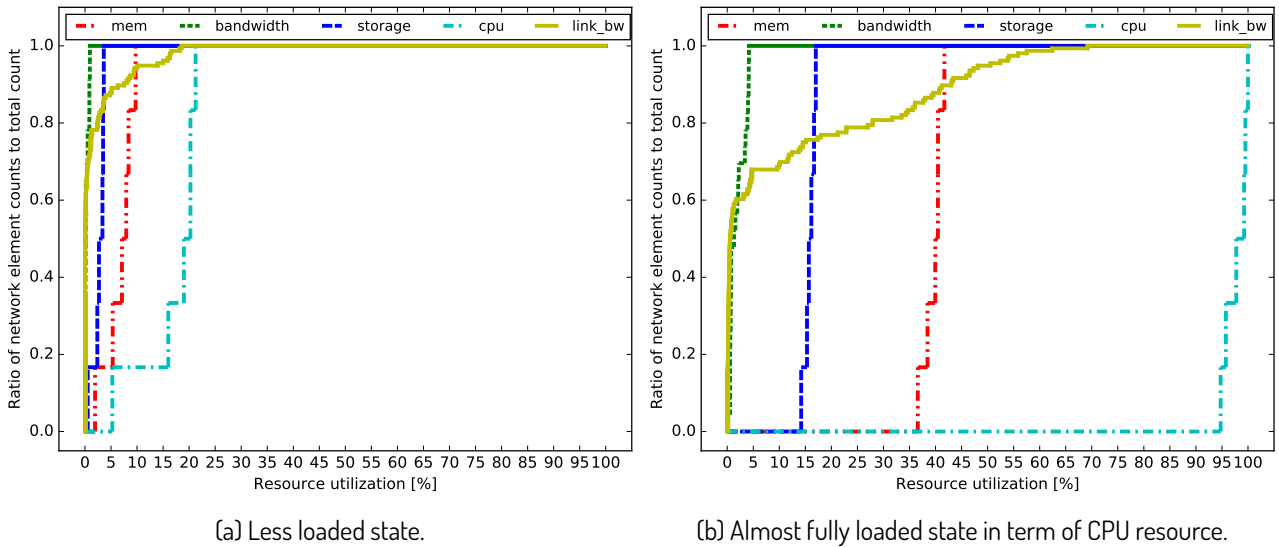 mem bandwidth storage cpu link_bw
1.0
0.8
0.6
0.4
0.2
0.0
Ratio of network element counts to total count
0 5 10 15 20 25 30 35 40 45 50 55 60 65 70 75 80 85 90 95 100
Resource utilization [%]
(a) Less loaded state.
mem bandwidth storage cpu link_bw
1.0
0.8
0.6
0.4
0.2
0.0
Ratio of network element counts to total count
0 5 10 15 20 25 30 35 40 45 50 55 60 65 70 75 80 85 90 95 100
Resource utilization [%]
(b) Almost fully loaded state in term of CPU resource.